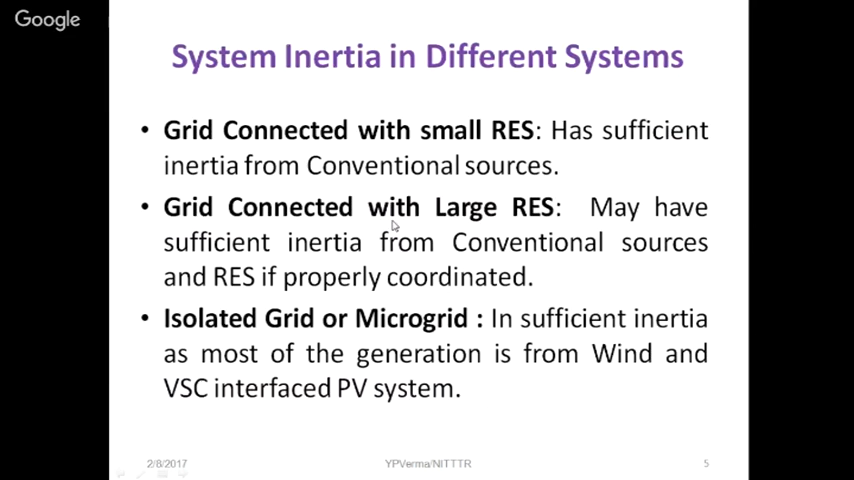 Google
System Inertia in Different Systems
• Grid Connected with small RES: Has sufficient
inertia from Conventional sources.
• Grid Connected with Large RES: May have
sufficient inertia from Conventional sources
and RES if properly coordinated.
• Isolated Grid or Microgrid : In sufficient inertia
as most of the generation is from Wind and
VSC interfaced PV system.
2/8/2017 YPVerma/NITTTR 5